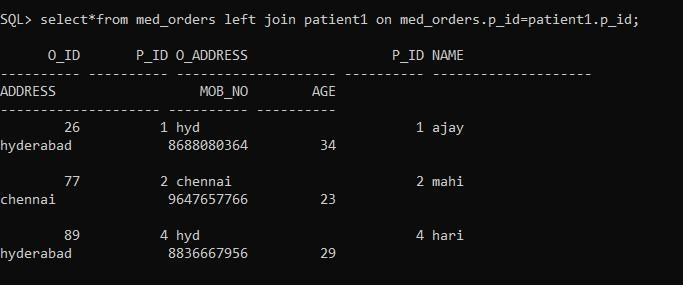 SQL> select*from med_orders left join patient1 on med_orders.p_id=patient1.p_id;
      O_ID       P_ID O_ADDRESS                  P_ID NAME
---------- ---------- -------------------- ---------- --------------------
ADDRESS                  MOB_NO        AGE
-------------------- ---------- ----------
        26          1 hyd                           1 ajay
hyderabad            8688080364         34
        77          2 chennai                       2 mahi
chennai              9647657766         23
        89          4 hyd                           4 hari
hyderabad            8836667956         29